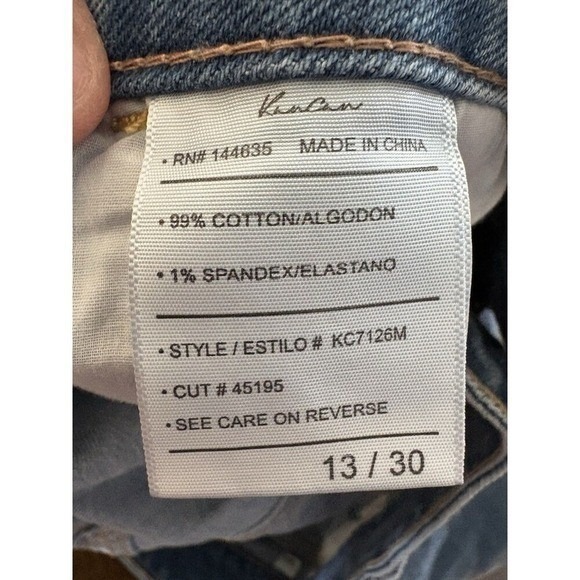 KanCan
• RN# 144635 MADE IN CHINA
• 99% COTTON/ALGODON
• 1% SPANDEX/ELASTANO
• STYLE / ESTILO # KC7126M
• CUT # 45195
• SEE CARE ON REVERSE
13 / 30